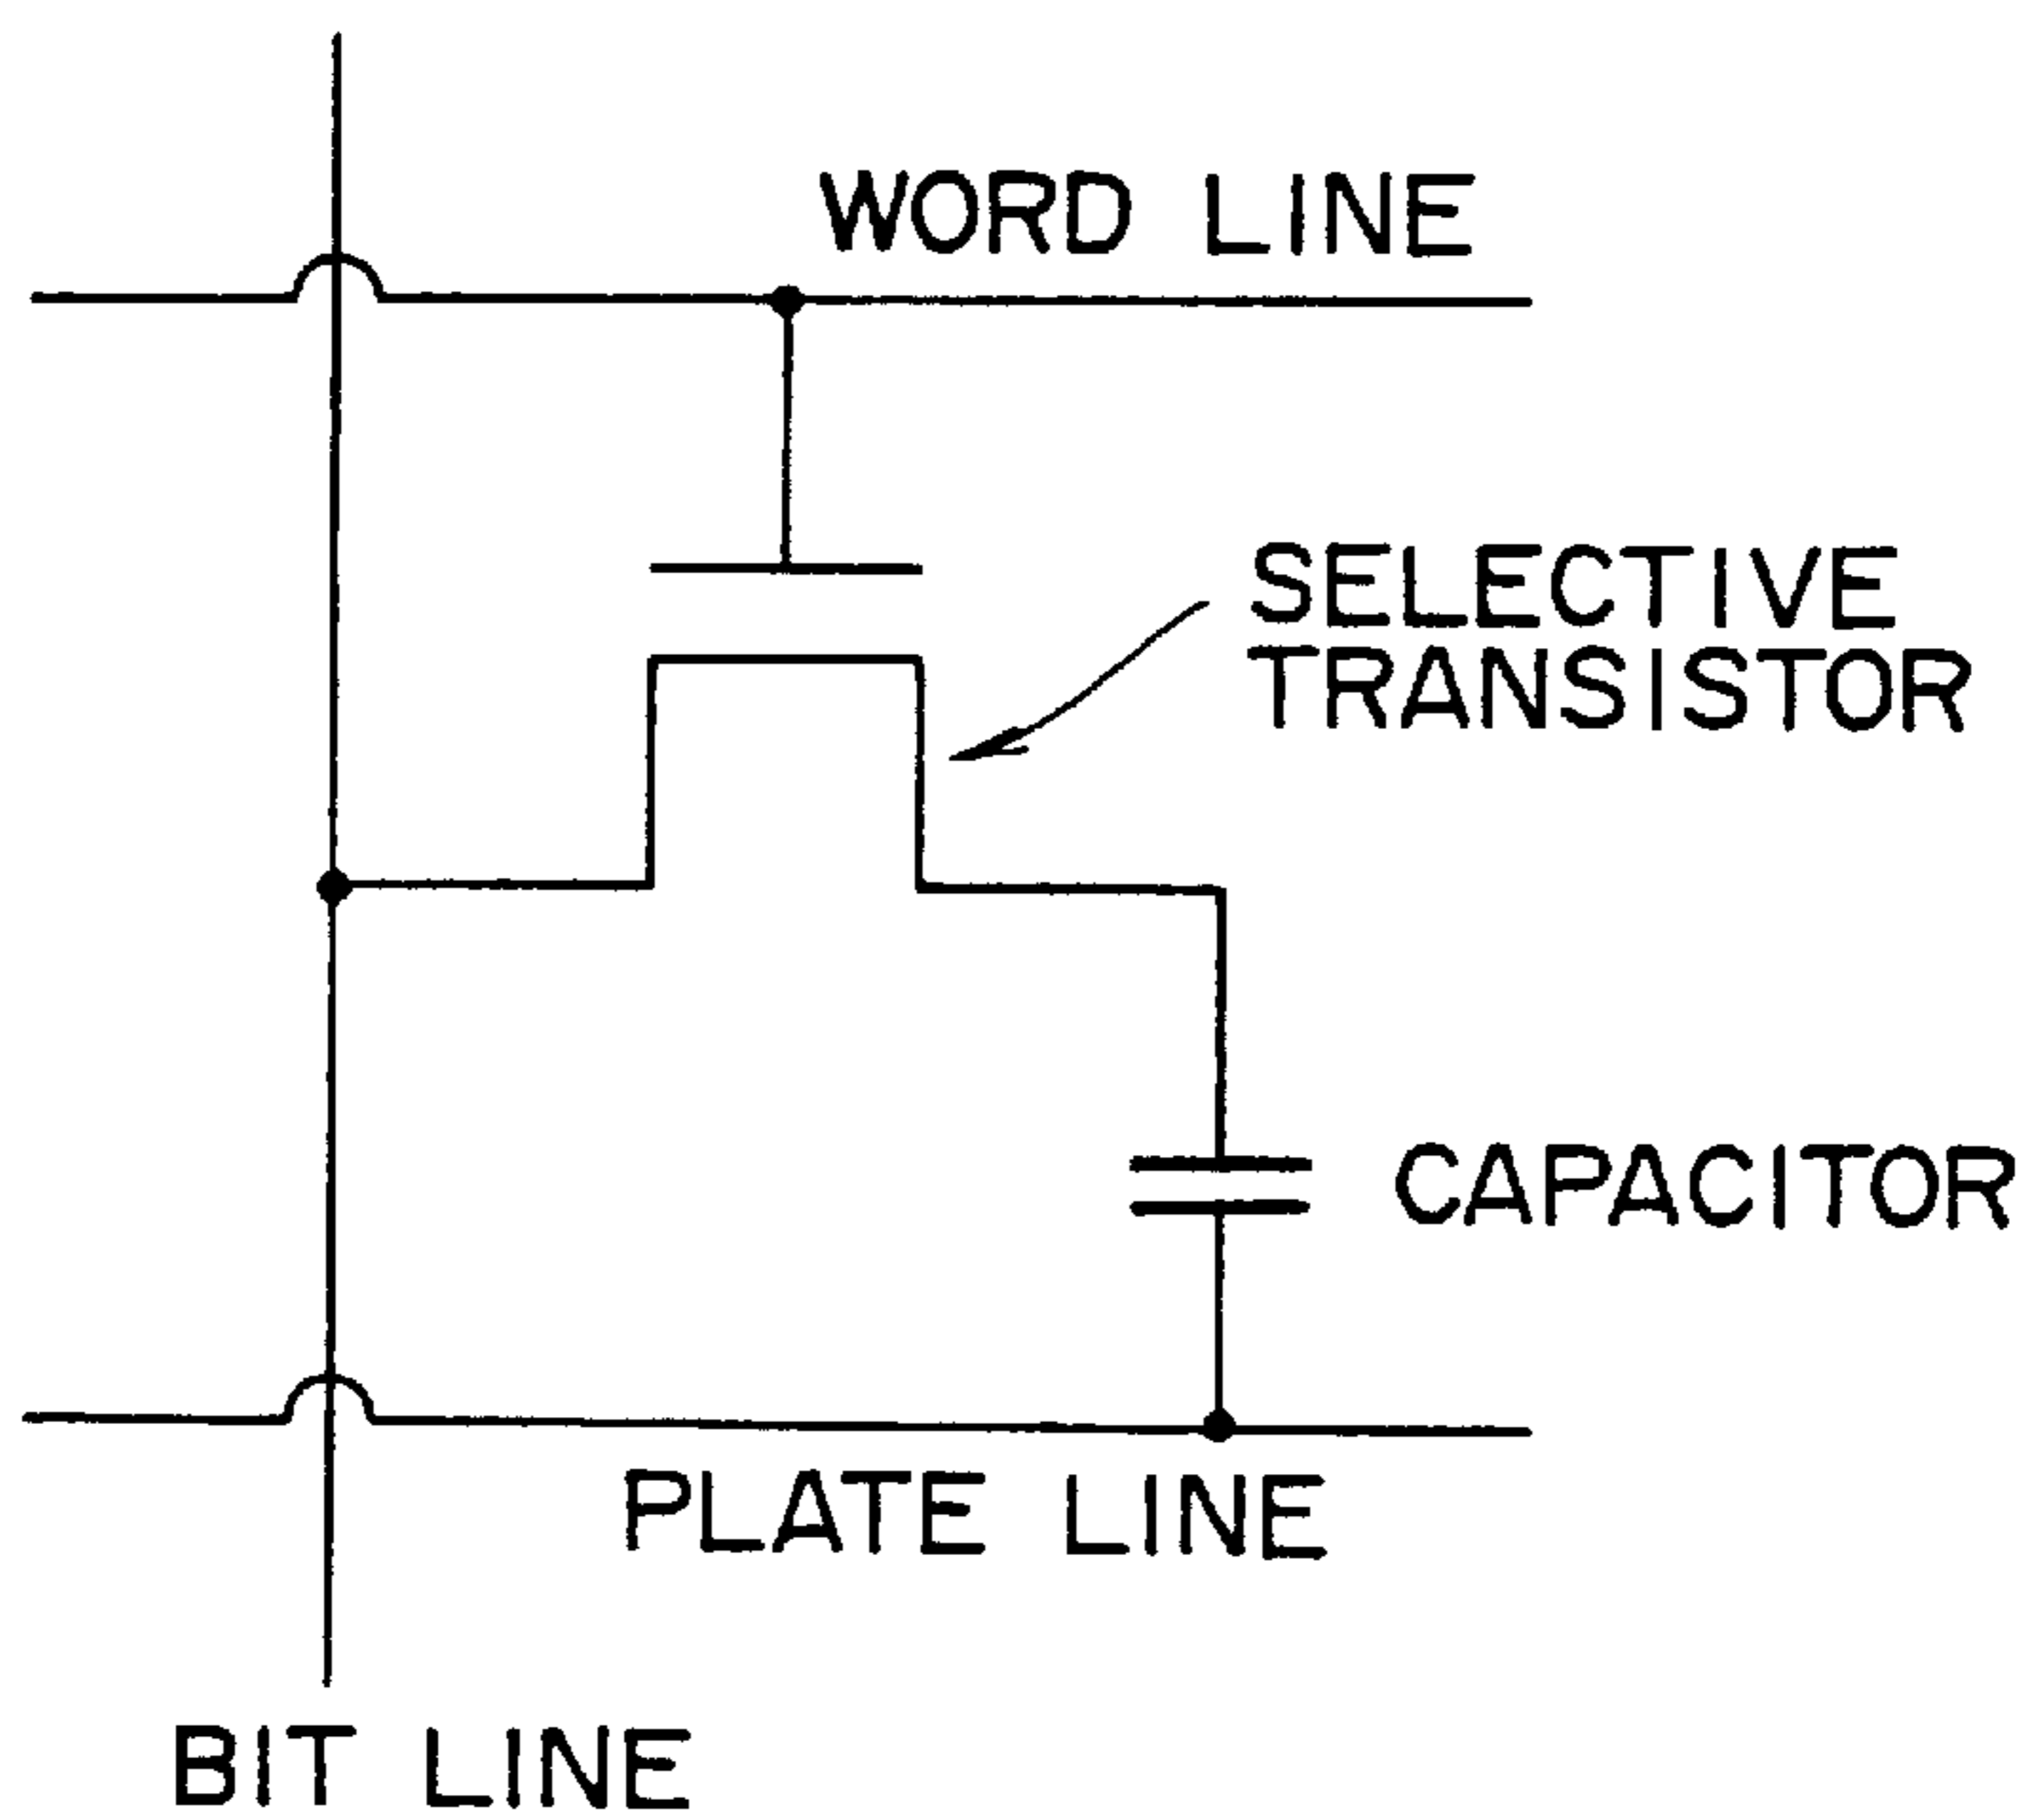 WORD LINE
SELECTIVE
TRANSISTOR
CAPACITOR
PLATE LINE
BIT LINE